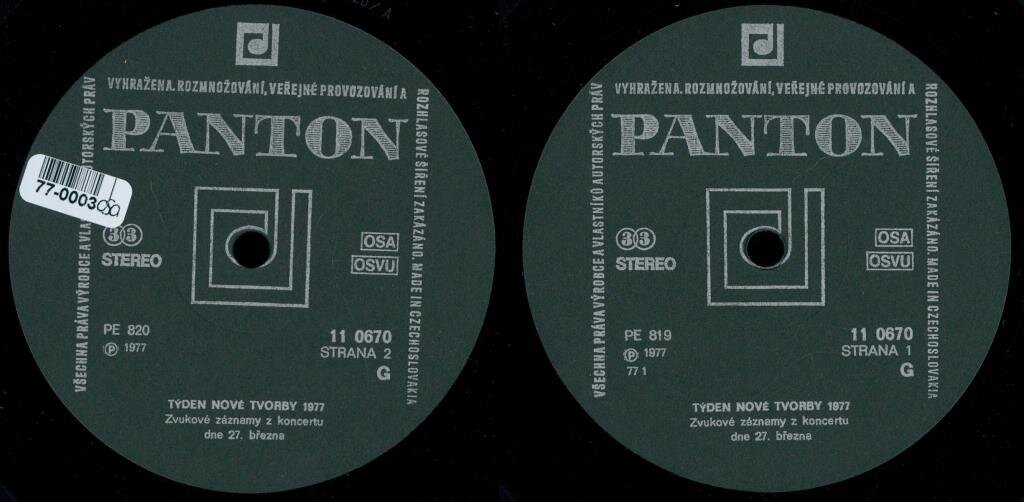 VYHRAŽENA. ROZMNOŽOVÁNÍ, VEŘEJNÉ PROVOZOVÁNÍ A
ROZHLASOVÉ ŠÍŘENÍ ZAKÁZÁNO. MADE IN CZECHOSLOVAKIA
VŠECHNA PRÁVA VÝROBCE A VLA TORSKÝCH PRÁV
PANTON
77-0003
osa
33
STEREO
OSA
OSVU
PE 820
℗ 1977
11 0670
STRANA 2
G
TÝDEN NOVÉ TVORBY 1977
Zvukové záznamy z koncertu
dne 27. března
VŠECHNA PRÁVA VÝROBCE A VLASTNÍKŮ AUTORSKÝCH PRÁV
VYHRAŽENA. ROZMNOŽOVÁNÍ, VEŘEJNÉ PROVOZOVÁNÍ A
ROZHLASOVÉ ŠÍŘENÍ ZAKÁZÁNO. MADE IN CZECHOSLOVAKIA
PANTON
33
STEREO
OSA
OSVU
PE 819
℗ 1977
77 1
11 0670
STRANA 1
G
TÝDEN NOVÉ TVORBY 1977
Zvukové záznamy z koncertu
dne 27. března